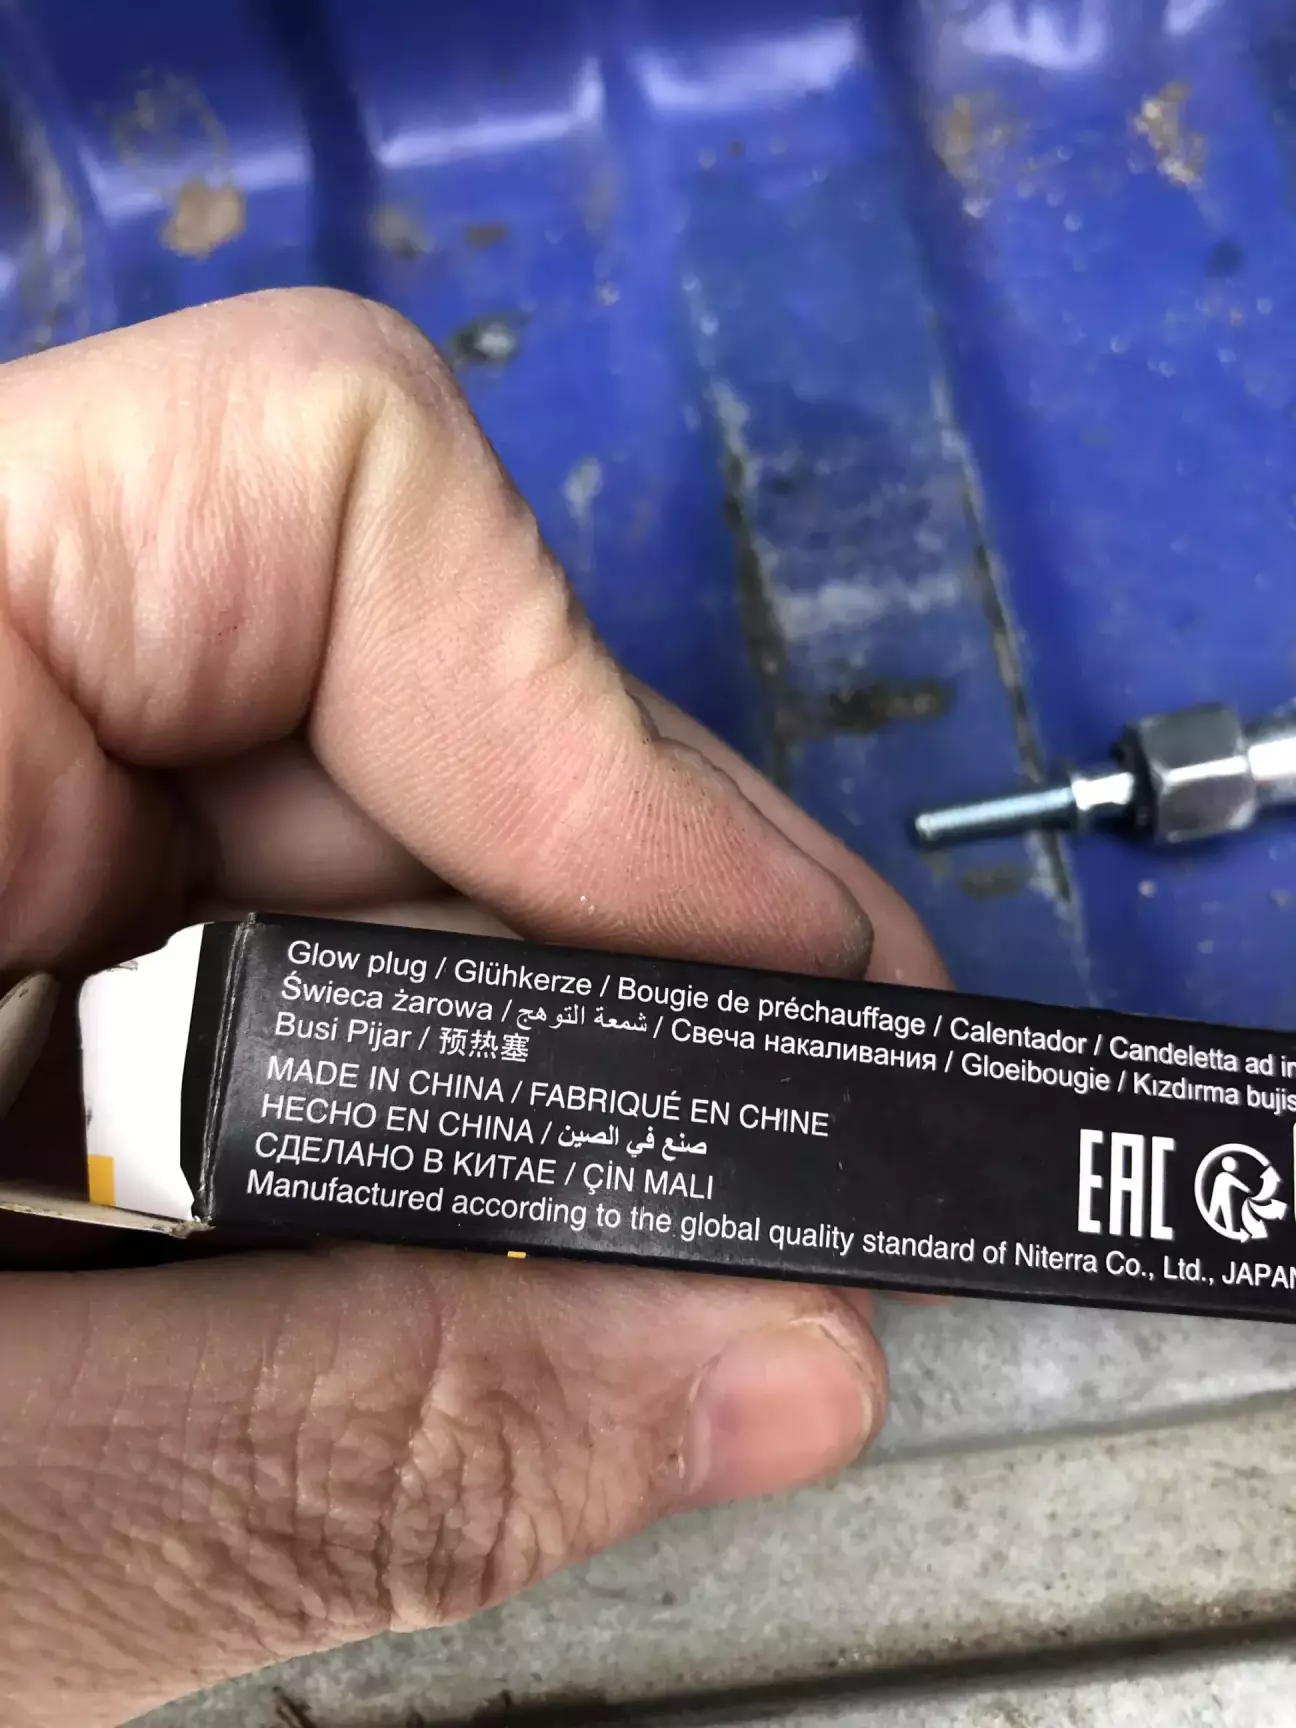 Glow plug / Glühkerze / Bougie de préchauffage / Calentador / Candeletta ad
Świeca żarowa / شمعة التوهج / Свеча накаливания / Gloeibougie / Kızdırma
Busi Pijar / 预热塞
MADE IN CHINA / FABRIQUÉ EN CHINE
HECHO EN CHINA / صنع في الصين
СДЕЛАНО В КИТАЕ / ÇİN MALI
Manufactured according to the global quality standard of Niterra Co., Ltd., JAPAN
EAC